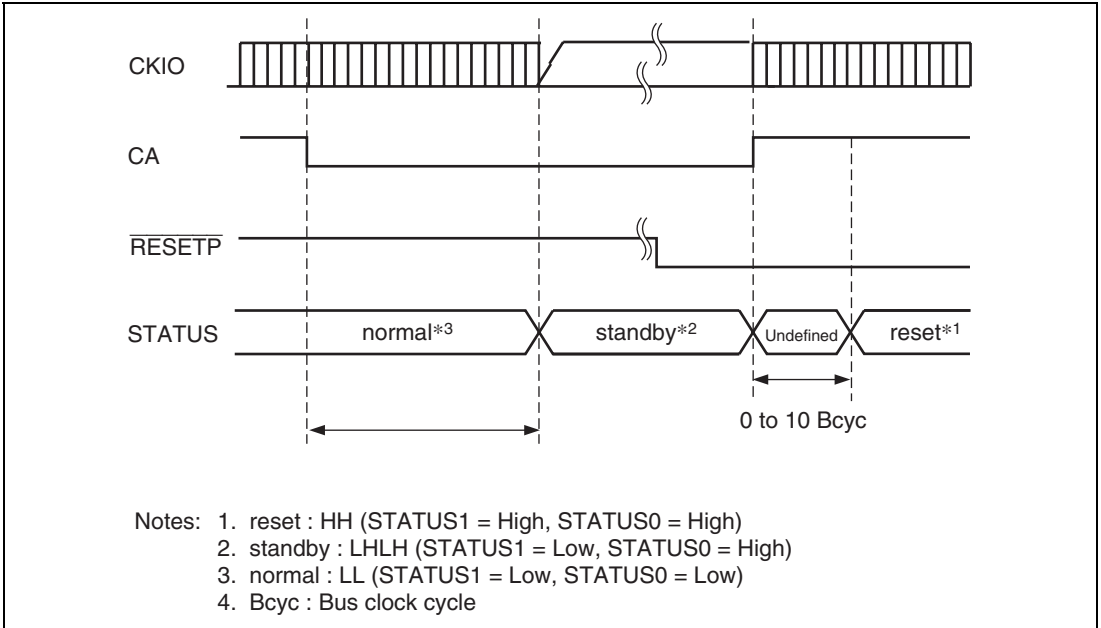 CKIO
CA
RESETP
STATUS
normal*3
standby*2
Undefined
reset*1
0 to 10 Bcyc
Notes: 1. reset : HH (STATUS1 = High, STATUS0 = High)
2. standby : LHLH (STATUS1 = Low, STATUS0 = High)
3. normal : LL (STATUS1 = Low, STATUS0 = Low)
4. Bcyc : Bus clock cycle